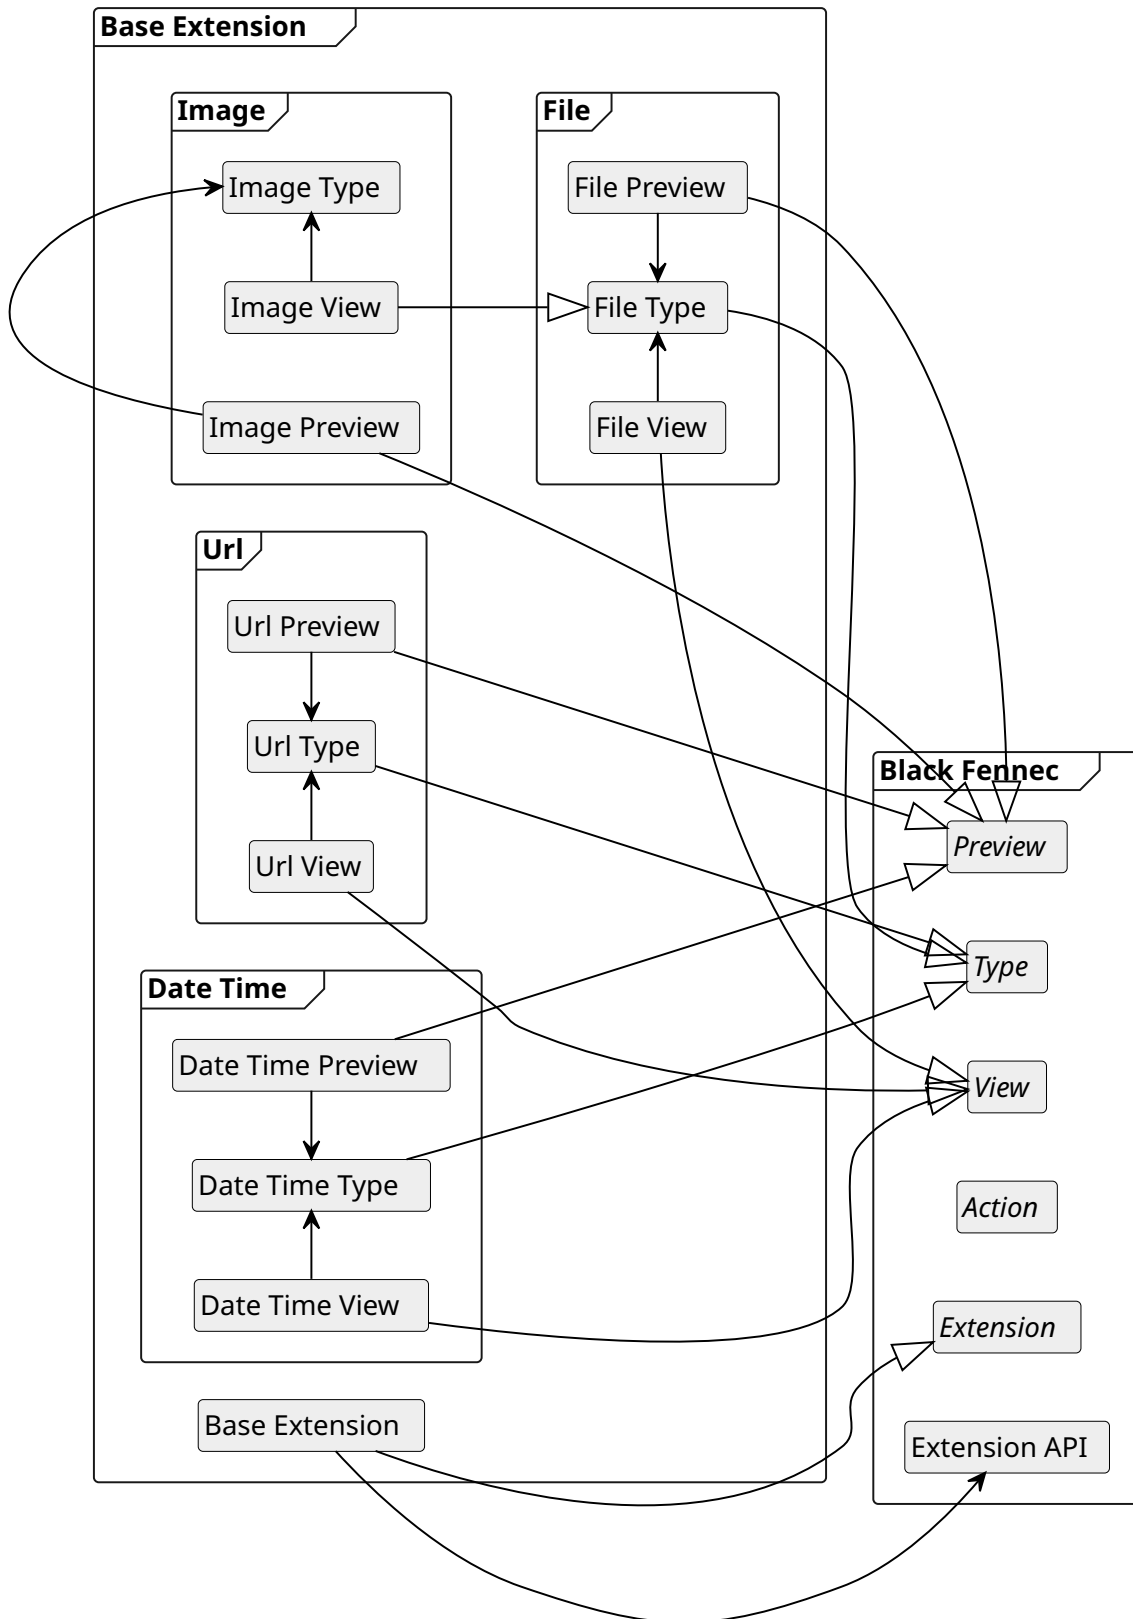 Base Extension
Image
Image Type
Image View
Image Preview
File
File Preview
File Type
File View
Url
Url Preview
Url Type
Url View
Date Time
Date Time Preview
Date Time Type
Date Time View
Base Extension
Black Fennec
Preview
Type
View
Action
Extension
Extension API